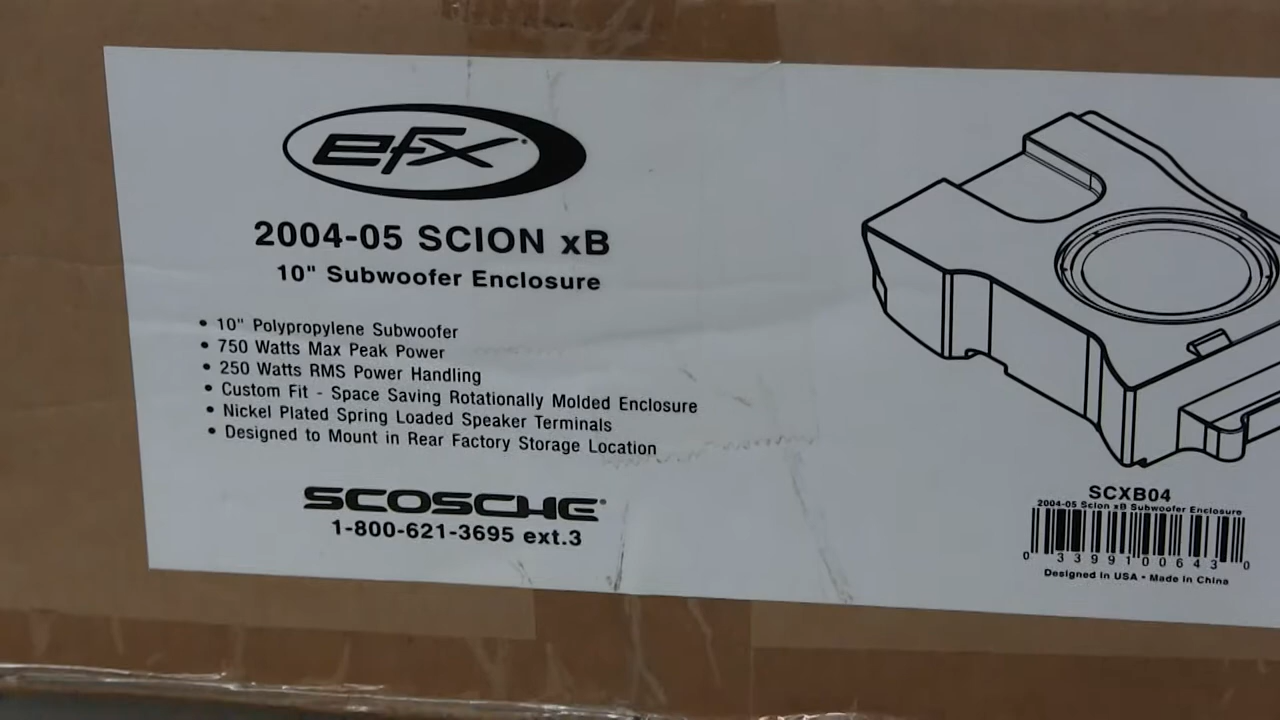 eFX
2004-05 SCION xB
10" Subwoofer Enclosure
• 10" Polypropylene Subwoofer
• 750 Watts Max Peak Power
• 250 Watts RMS Power Handling
• Custom Fit - Space Saving Rotationally Molded Enclosure
• Nickel Plated Spring Loaded Speaker Terminals
• Designed to Mount in Rear Factory Storage Location
SCOSCHE®
1-800-621-3695 ext.3
SCXB04
2004-05 Scion xB Subwoofer Enclosure
0 33991 00643 0
Designed in USA • Made in China